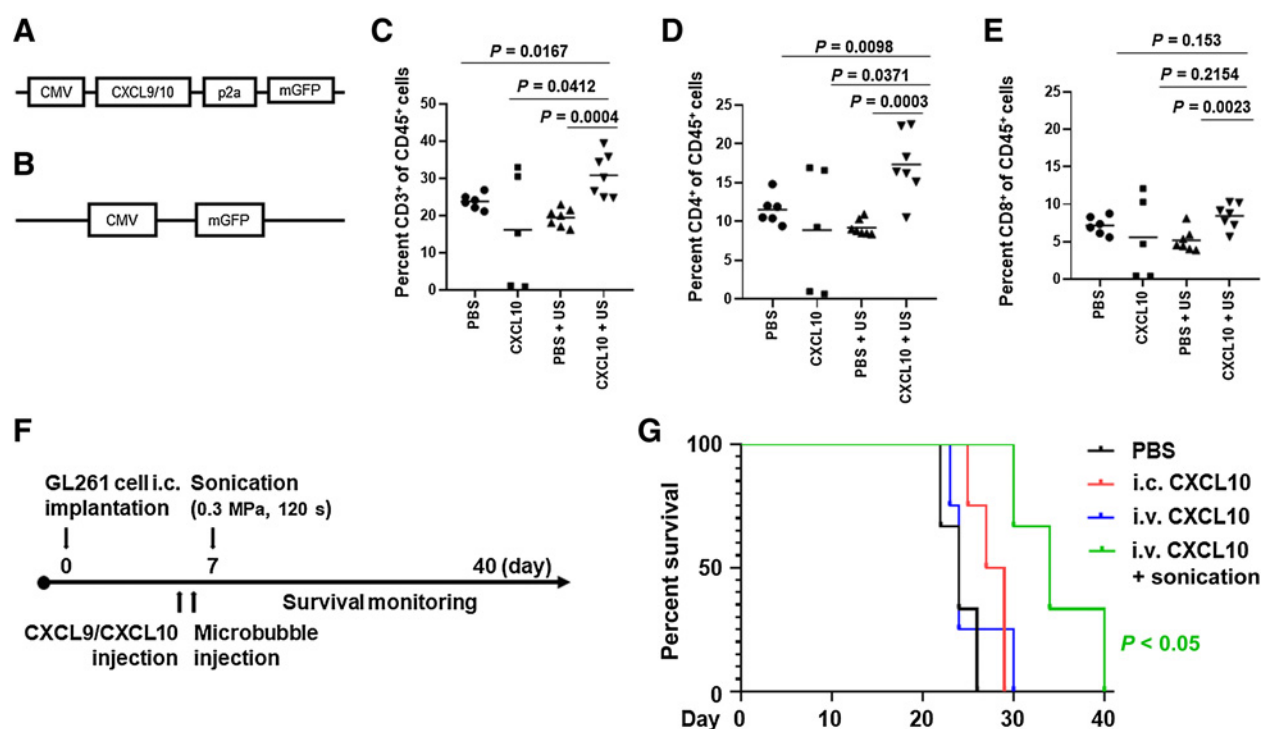 A
CMV
CXCL9/10
p2a
mGFP
B
CMV
mGFP
C
P = 0.0167
P = 0.0412
P = 0.0004
Percent CD3⁺ of CD45⁺ cells
50
40
30
20
10
0
PBS
CXCL10
PBS + US
CXCL10 + US
D
P = 0.0098
P = 0.0371
P = 0.0003
Percent CD4⁺ of CD45⁺ cells
25
20
15
10
5
0
PBS
CXCL10
PBS + US
CXCL10 + US
E
P = 0.153
P = 0.2154
P = 0.0023
Percent CD8⁺ of CD45⁺ cells
25
20
15
10
5
0
PBS
CXCL10
PBS + US
CXCL10 + US
F
GL261 cell i.c.
implantation
Sonication
(0.3 MPa, 120 s)
0
7
40 (day)
Survival monitoring
CXCL9/CXCL10
injection
Microbubble
injection
G
Percent survival
100
50
0
Day
0
10
20
30
40
PBS
i.c. CXCL10
i.v. CXCL10
i.v. CXCL10
+ sonication
P < 0.05